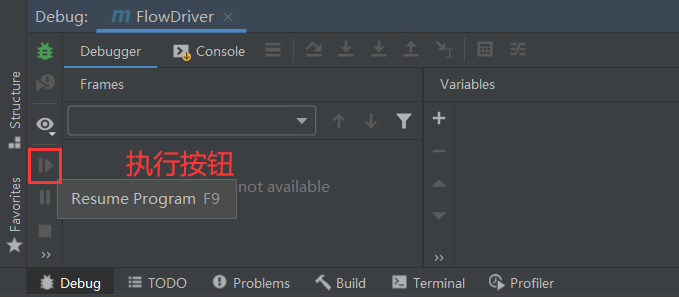 Debug:
FlowDriver
Debugger
Console
Frames
Variables
Structure
Favorites
执行按钮
not available
Resume Program F9
Debug
TODO
Problems
Build
Terminal
Profiler